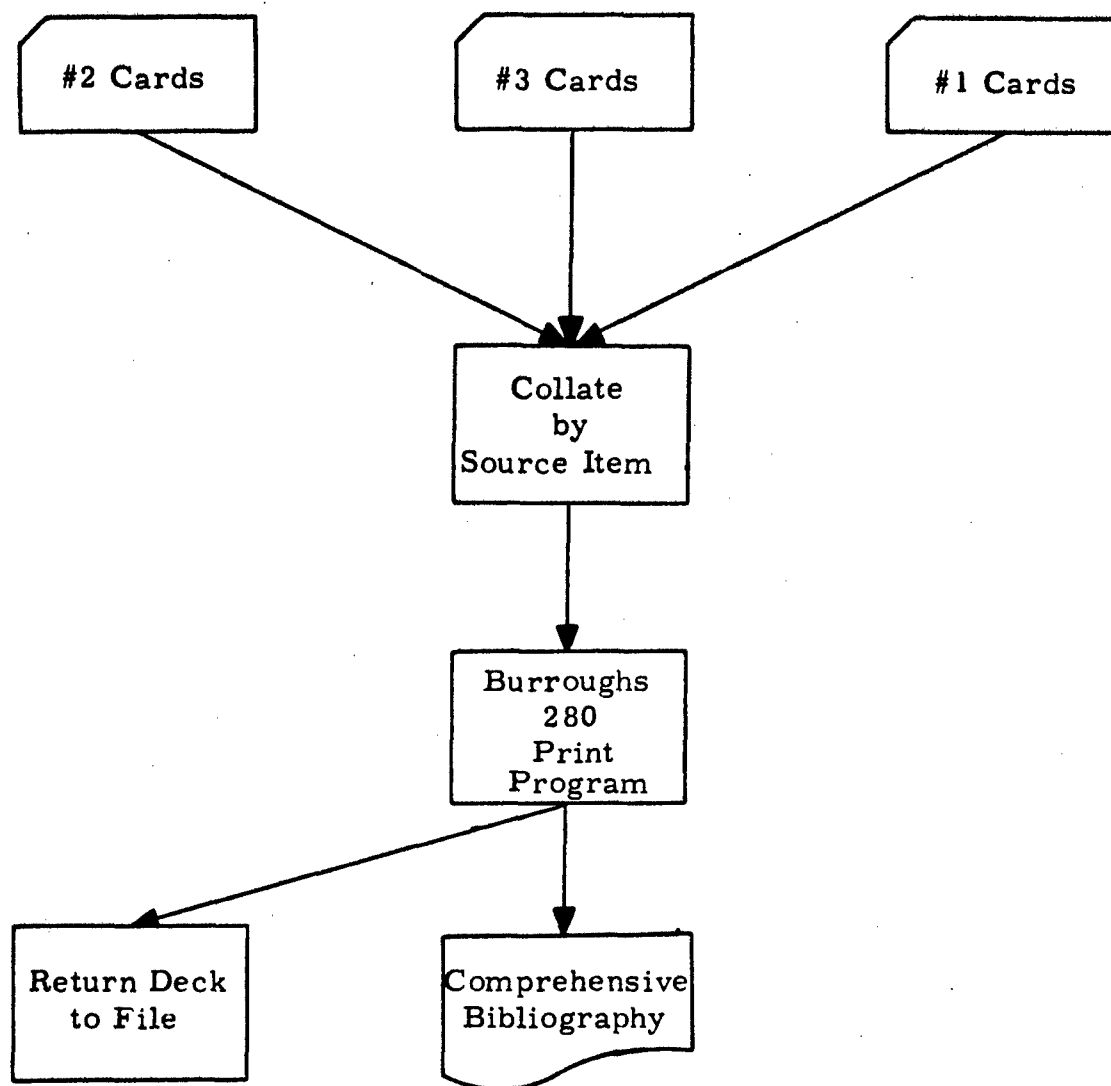 #2 Cards
#3 Cards
#1 Cards
Collate
by
Source Item
Burroughs
280
Print
Program
Return Deck
to File
Comprehensive
Bibliography